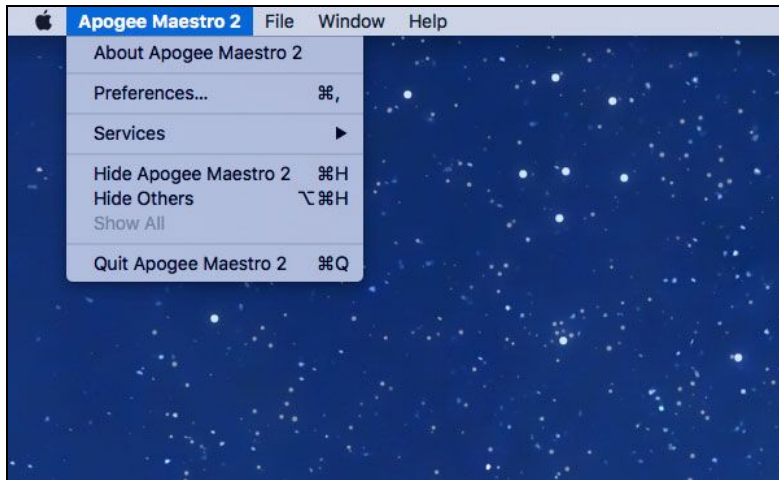 Apogee Maestro 2 File Window Help
About Apogee Maestro 2
Preferences... ⌘,
Services ▶
Hide Apogee Maestro 2 ⌘H
Hide Others ⌥⌘H
Show All
Quit Apogee Maestro 2 ⌘Q